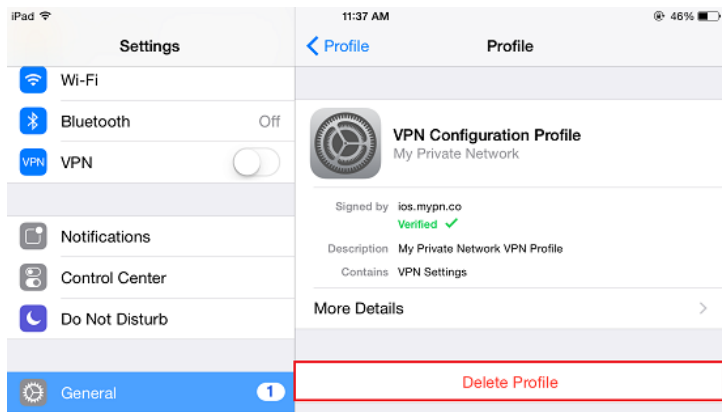 iPad
11:37 AM
46%
Settings
Profile
Profile
Wi-Fi
Bluetooth
Off
VPN
VPN
Notifications
Control Center
Do Not Disturb
General
1
VPN Configuration Profile
My Private Network
Signed by ios.mypn.co
Verified
Description My Private Network VPN Profile
Contains VPN Settings
More Details
Delete Profile